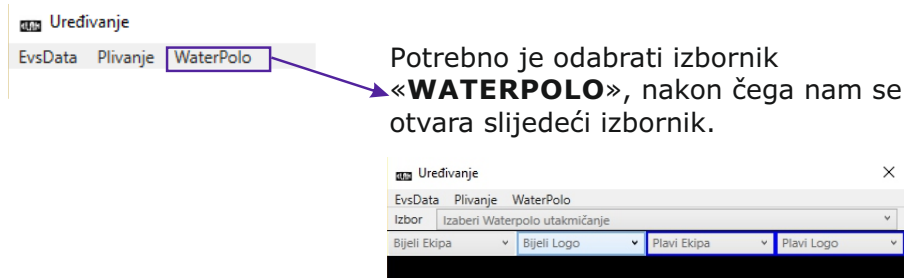 Uređivanje
EvsData Plivanje WaterPolo
Potrebno je odabrati izbornik
«WATERPOLO», nakon čega nam se
otvara slijedeći izbornik.
Uređivanje
EvsData Plivanje WaterPolo
Izbor Izaberi Waterpolo utakmičanje
Bijeli Ekipa Bijeli Logo Plavi Ekipa Plavi Logo